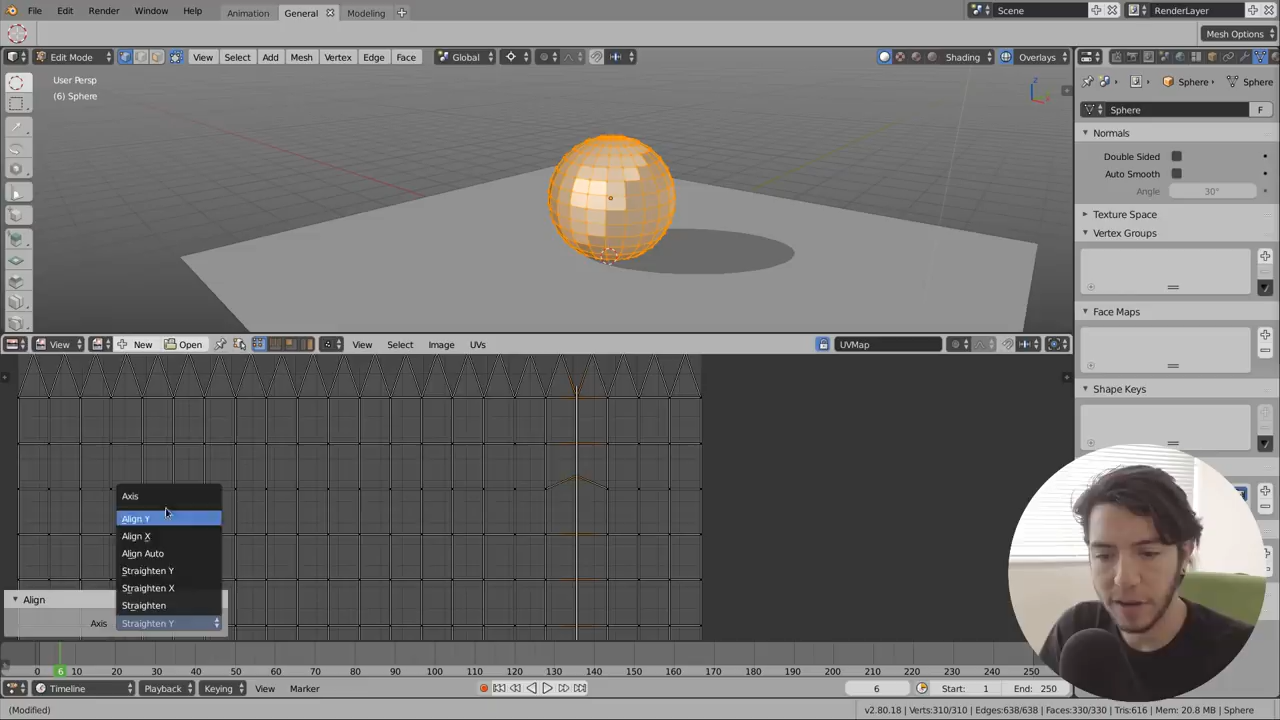 File Edit Render Window Help Animation General Modeling Scene RenderLayer
Mesh Options
Edit Mode View Select Add Mesh Vertex Edge Face Global Shading Overlays
User Persp
(6) Sphere
Sphere Sphere
Sphere F
Normals
Double Sided
Auto Smooth
Angle 30°
Texture Space
Vertex Groups
Face Maps
Shape Keys
View New Open View Select Image UVs UVMap
Axis
Align Y
Align X
Align Auto
Straighten Y
Straighten X
Straighten
Align
Axis Straighten Y
0 6 20 30 40 50 60 70 80 90 100 110 120 130 140 150 160 170 180 190 200 210 220 230 240 250
Timeline Playback Keying View Marker 6 Start: 1 End: 250
(Modified) v2.80.18 | Verts:310/310 | Edges:638/638 | Faces:330/330 | Tris:616 | Mem: 20.8 MB | Sphere